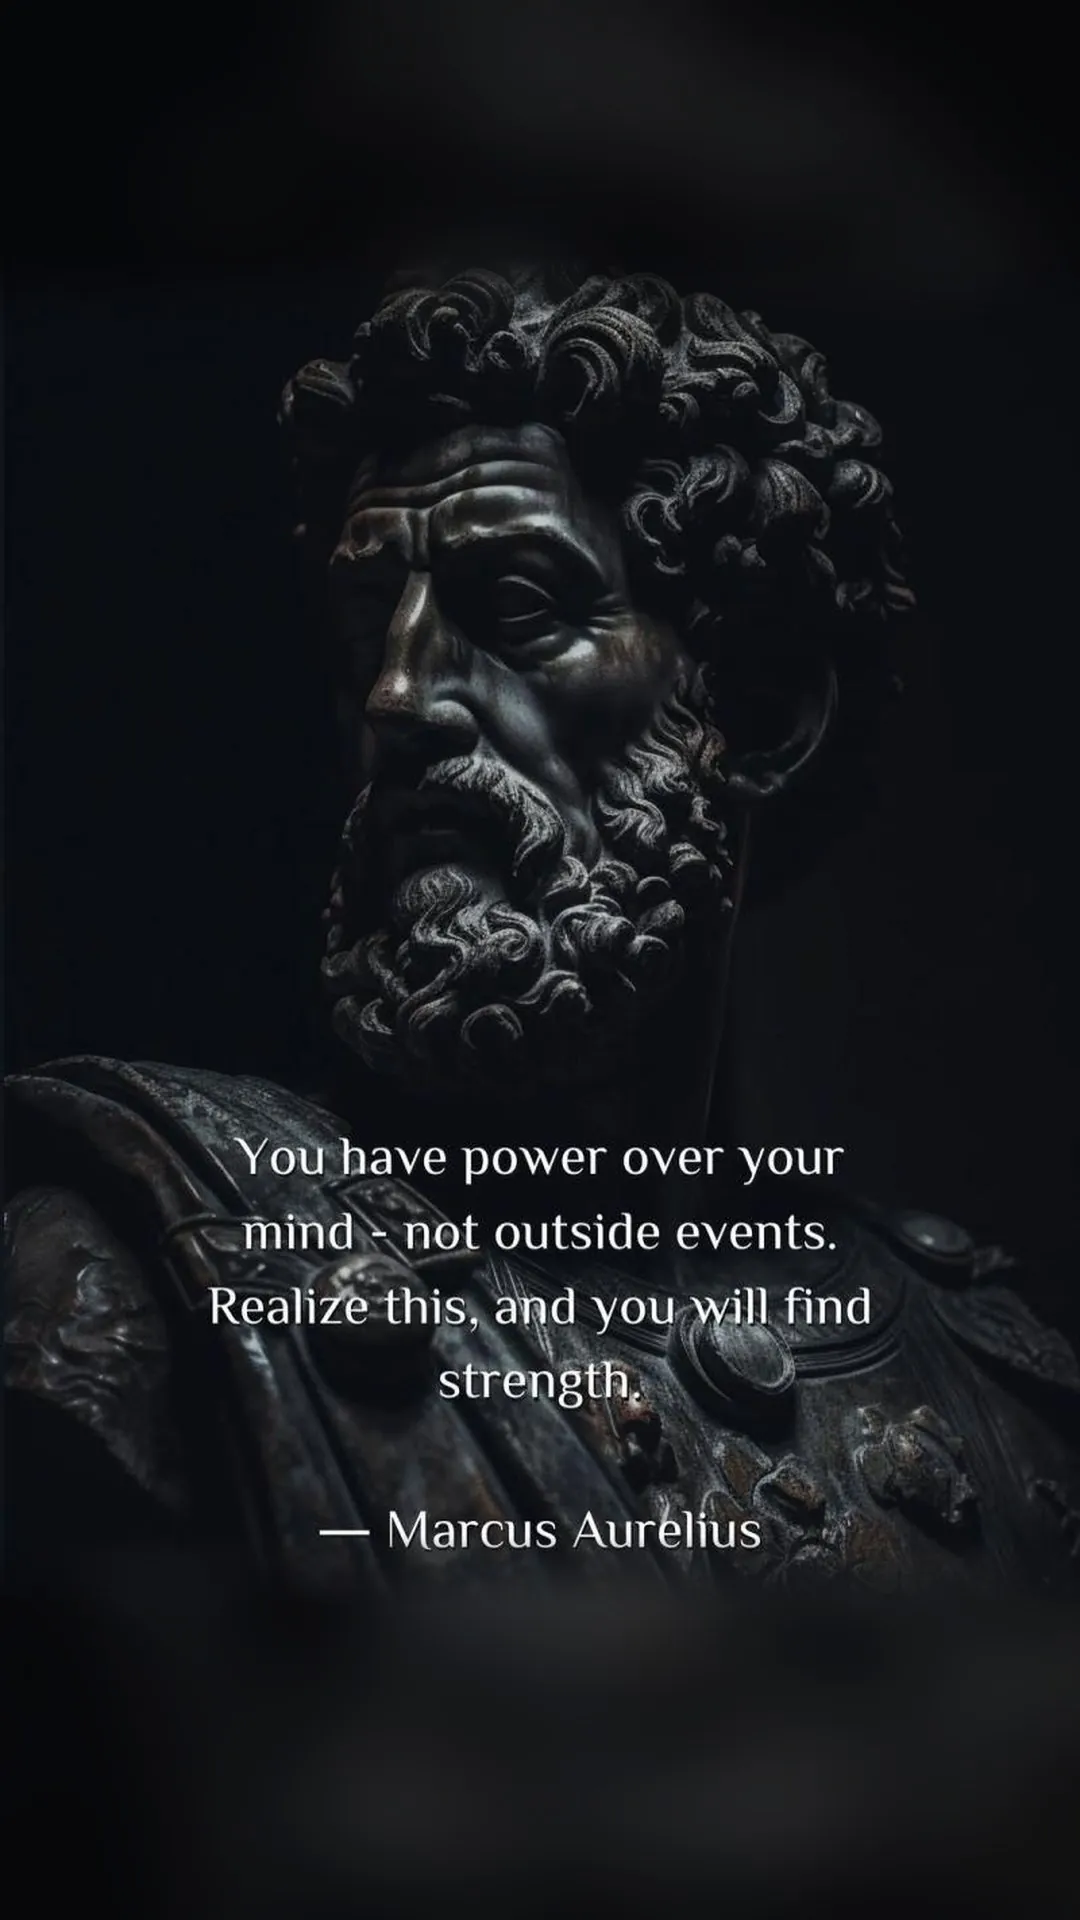 You have power over your
mind - not outside events.
Realize this, and you will find
strength.
— Marcus Aurelius